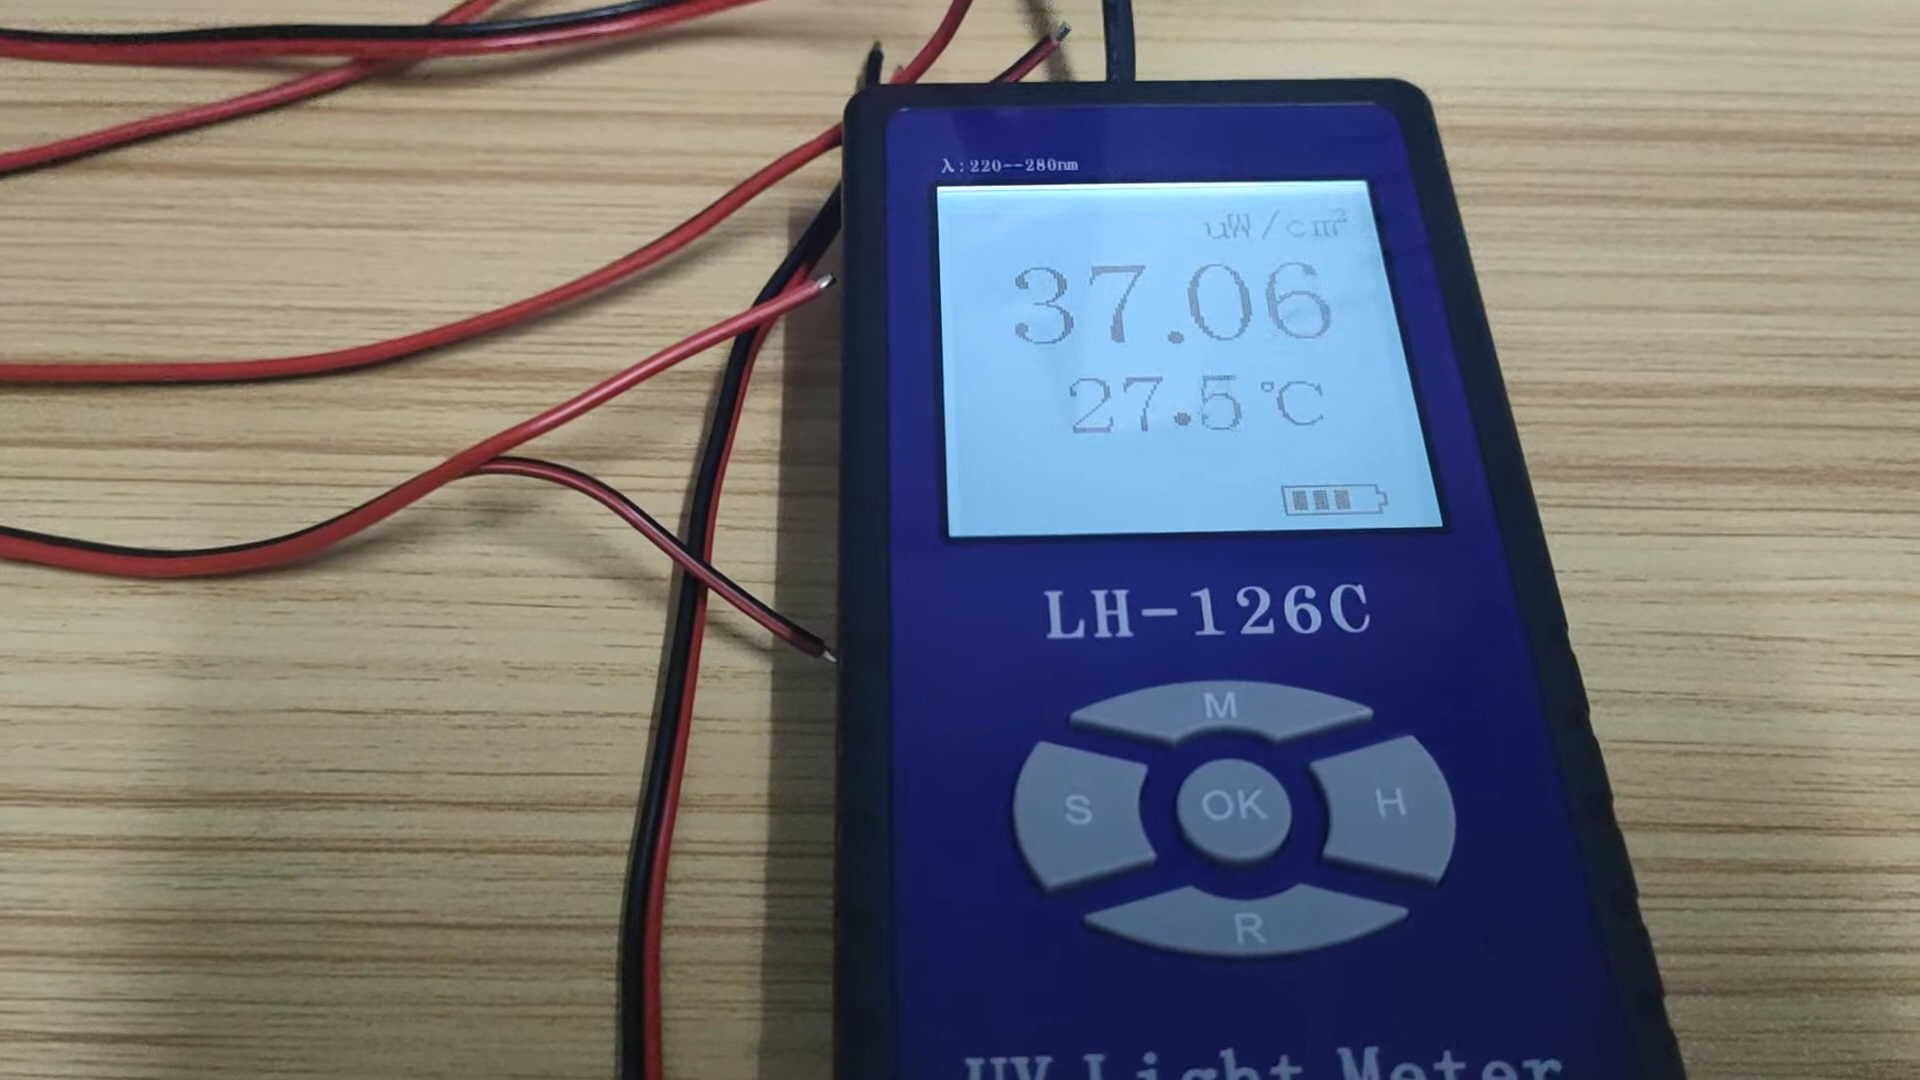 λ:220--280nm
uW/cm²
37.06
27.5℃
LH-126C
M
S OK H
R
UV Light Meter